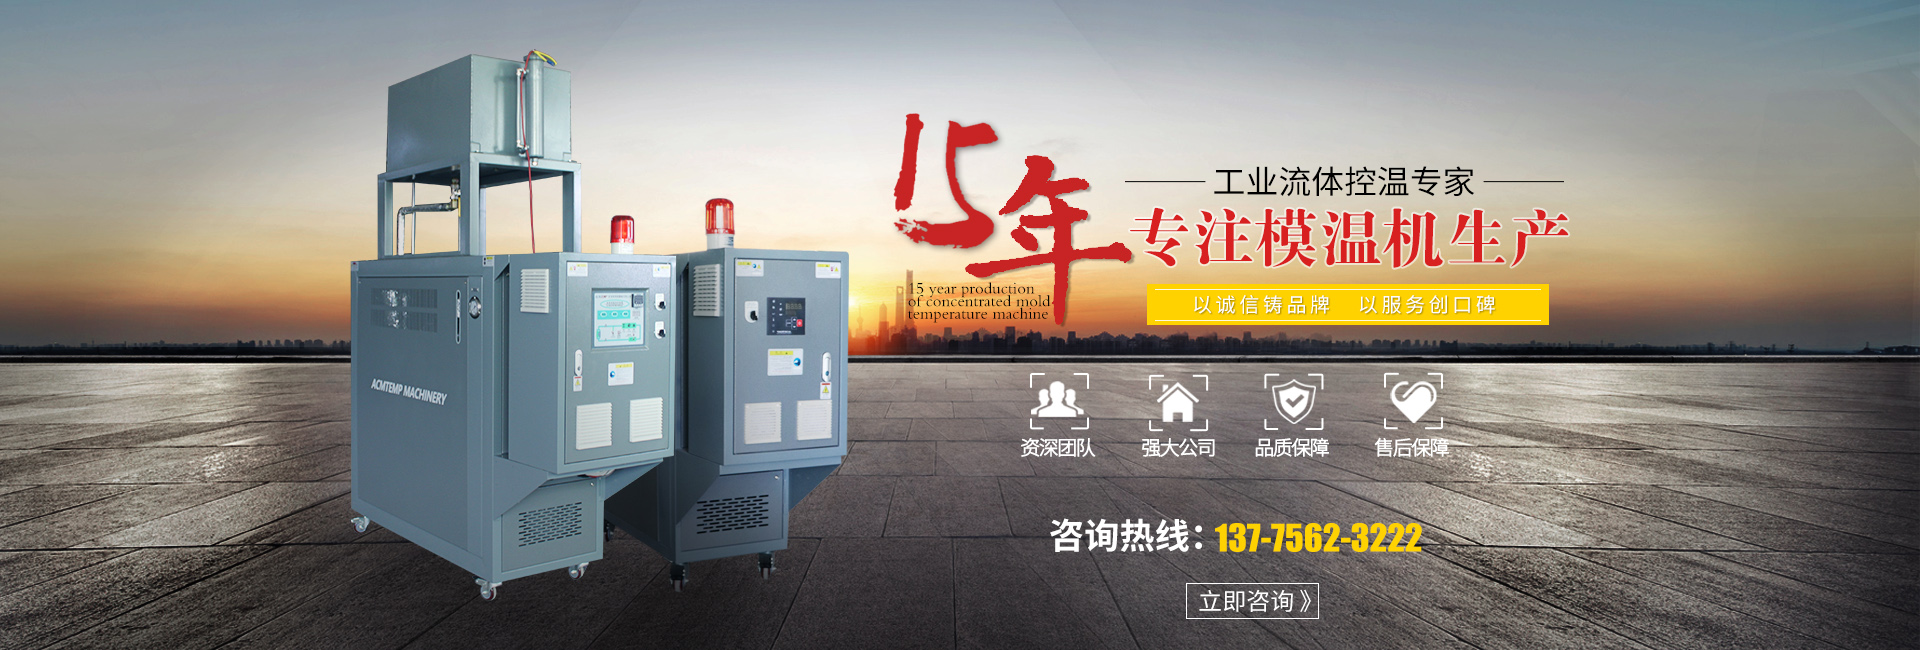 15年
工业流体控温专家
专注模温机生产
15 year production
of concentrated mold
temperature machine
以诚信铸品牌 以服务创口碑
资深团队
强大公司
品质保障
售后保障
咨询热线：137-7562-3222
立即咨询》
ACMTEMP MACHINERY